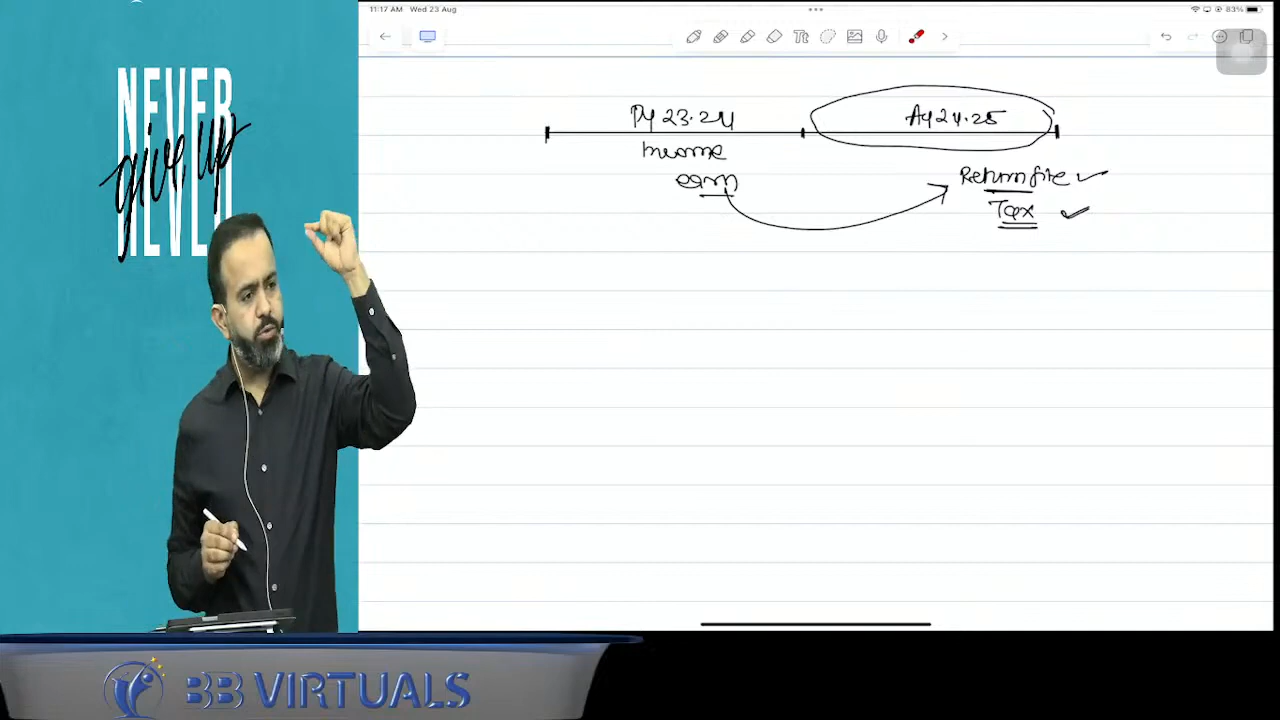 11:17 AM Wed 23 Aug
83%
NEVER
give up
NEVER
PY 23.24
AY 24.25
Income
earn
Return file
Tax
BB VIRTUALS